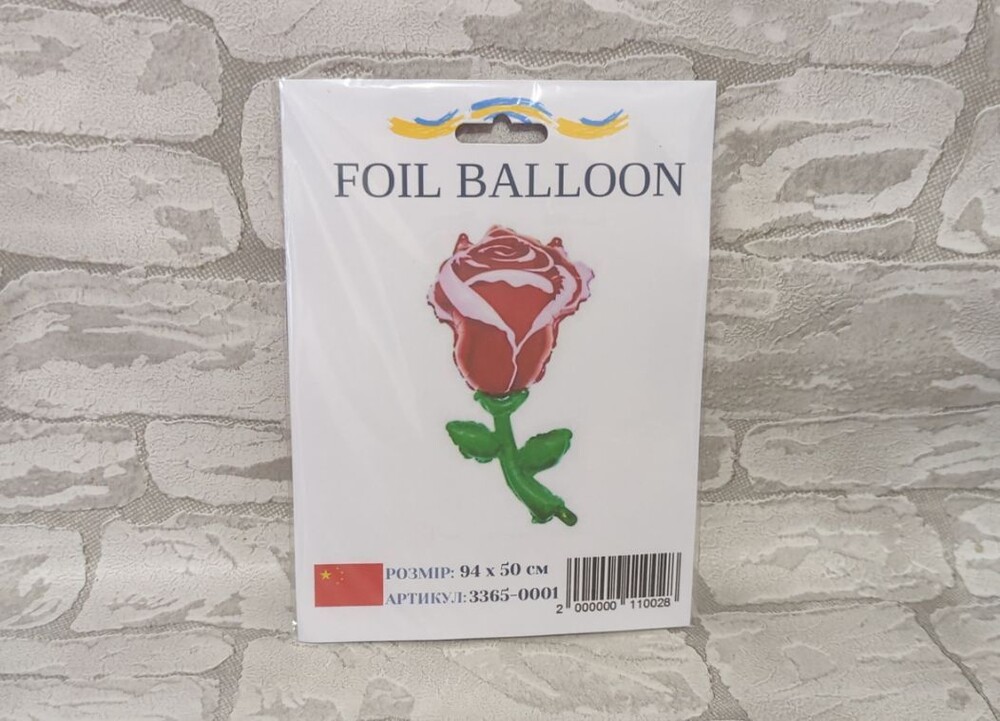 FOIL BALLOON
РОЗМІР: 94 x 50 см
АРТИКУЛ: 3365-0001
2 000000 110028